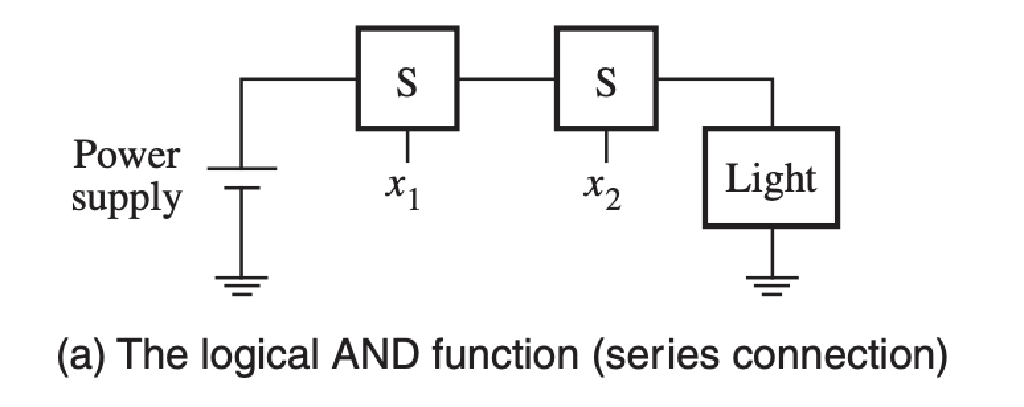 S
S
Power
supply
x₁
x₂
Light
(a) The logical AND function (series connection)